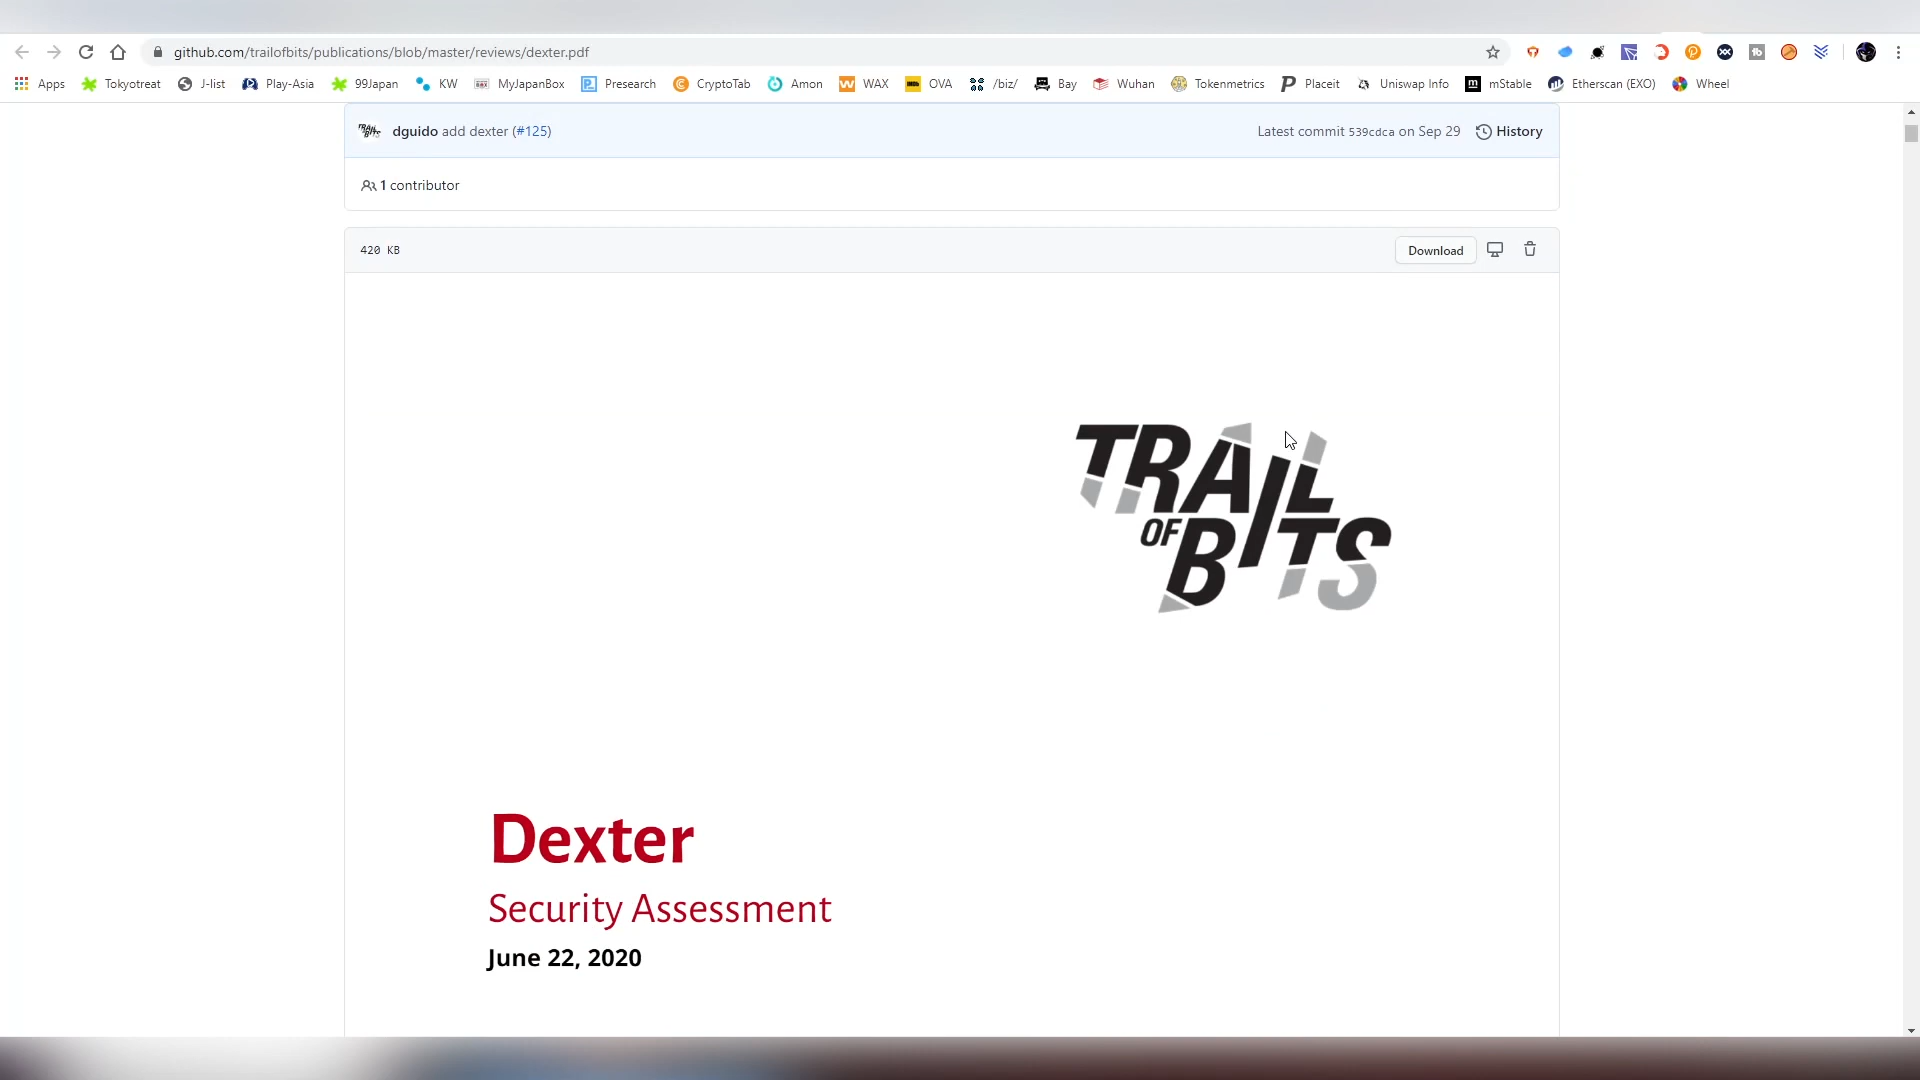 github.com/trailofbits/publications/blob/master/reviews/dexter.pdf
Apps Tokyotreat J-list Play-Asia 99Japan KW MyJapanBox Presearch CryptoTab Amon WAX OVA /biz/ Bay Wuhan Tokenmetrics Placeit Uniswap Info mStable Etherscan (EXO) Wheel
dguido add dexter (#125) Latest commit 539cdca on Sep 29 History
1 contributor
420 KB Download
TRAIL
OF BITS
Dexter
Security Assessment
June 22, 2020